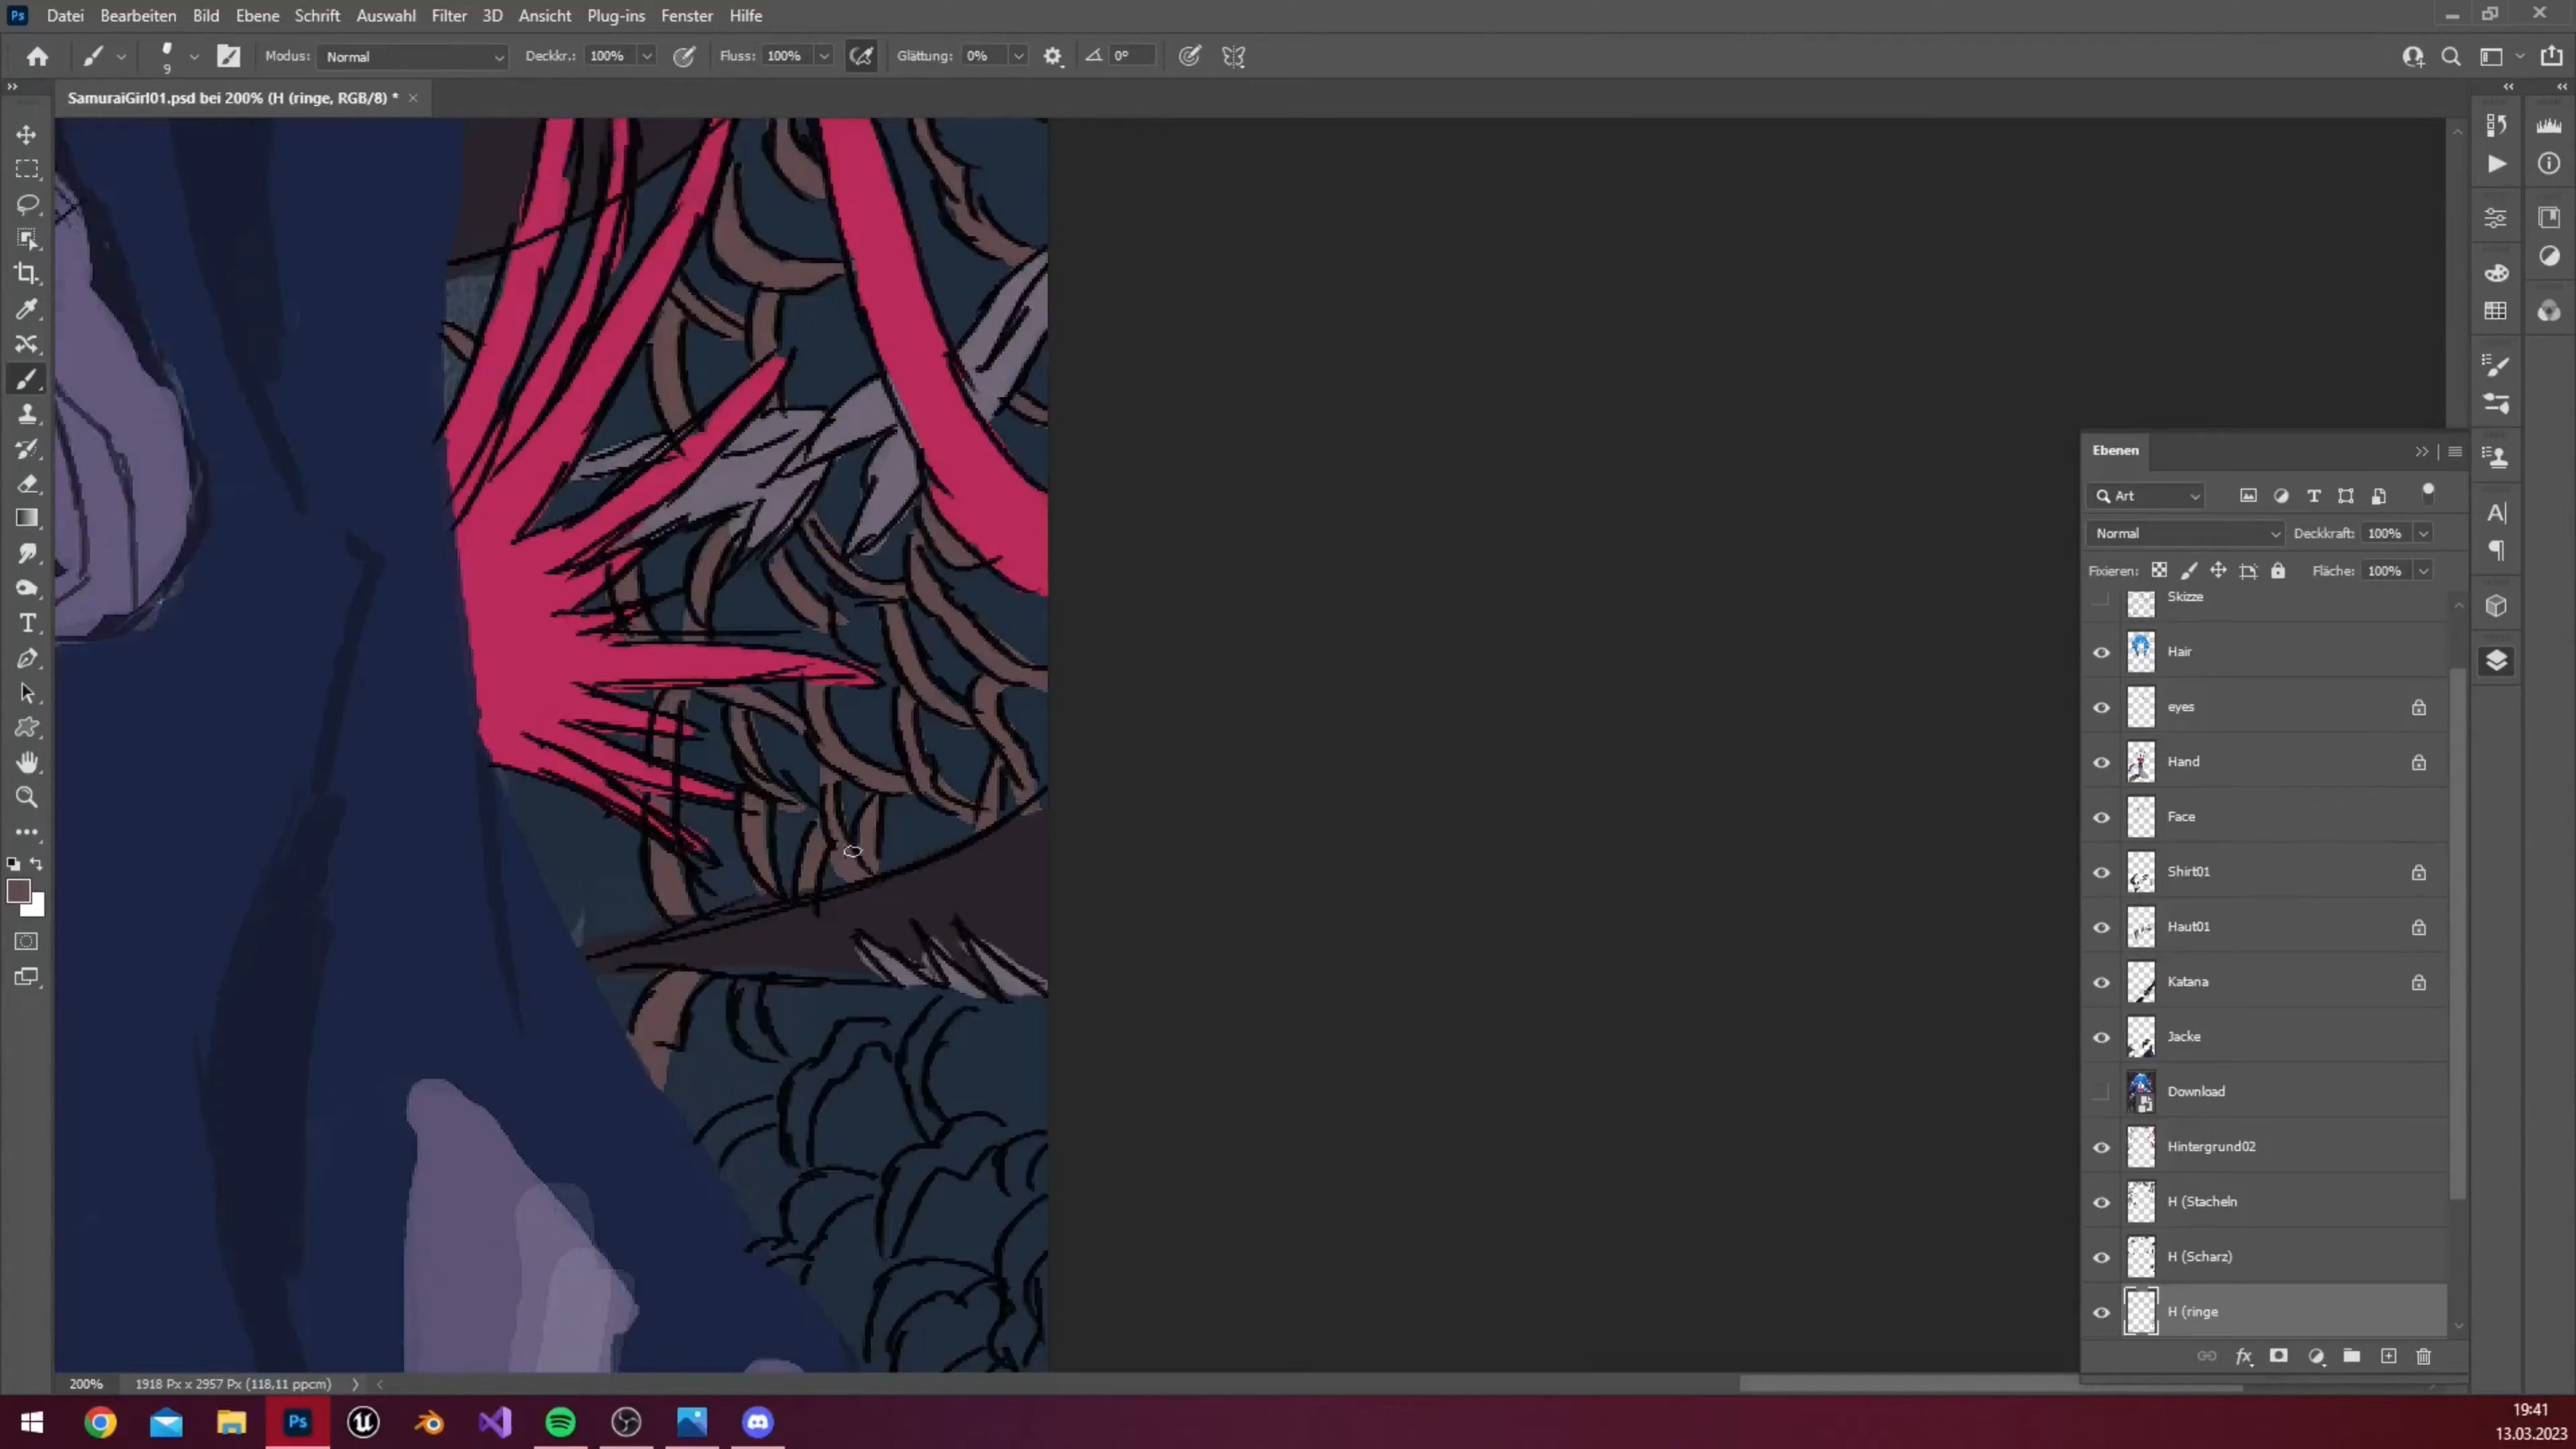 Ps Datei Bearbeiten Bild Ebene Schrift Auswahl Filter 3D Ansicht Plug-ins Fenster Hilfe
9 Modus: Normal Deckkr.: 100% Fluss: 100% Glättung: 0% 0°
SamuraiGirl01.psd bei 200% (H (ringe, RGB/8) *
Ebenen
Art
Normal Deckkraft: 100%
Fixieren: Fläche: 100%
Skizze
Hair
eyes
Hand
Face
Shirt01
Haut01
Katana
Jacke
Download
Hintergrund02
H (Stacheln
H (Scharz)
H (ringe
200% 1918 Px x 2957 Px (118,11 ppcm)
Ps
19:41
13.03.2023